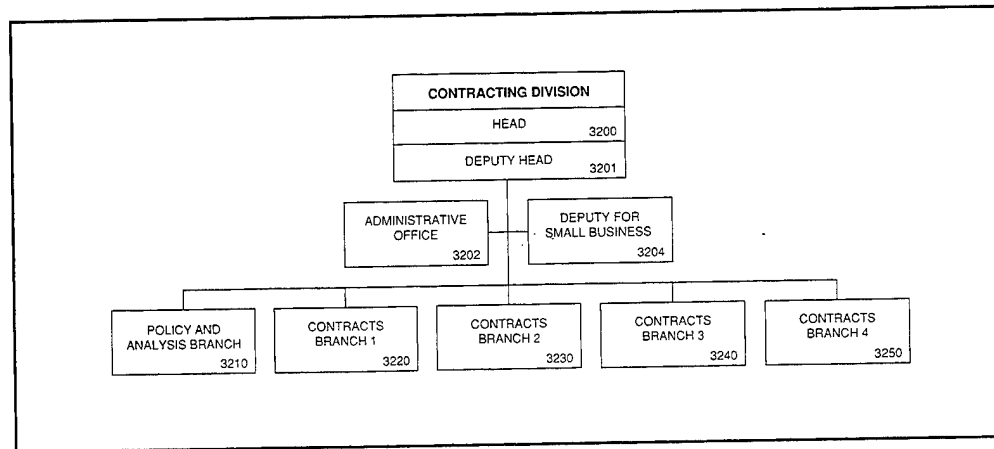 CONTRACTING DIVISION
HEAD
3200
DEPUTY HEAD
3201
ADMINISTRATIVE
OFFICE
3202
DEPUTY FOR
SMALL BUSINESS
3204
POLICY AND
ANALYSIS BRANCH
3210
CONTRACTS
BRANCH 1
3220
CONTRACTS
BRANCH 2
3230
CONTRACTS
BRANCH 3
3240
CONTRACTS
BRANCH 4
3250